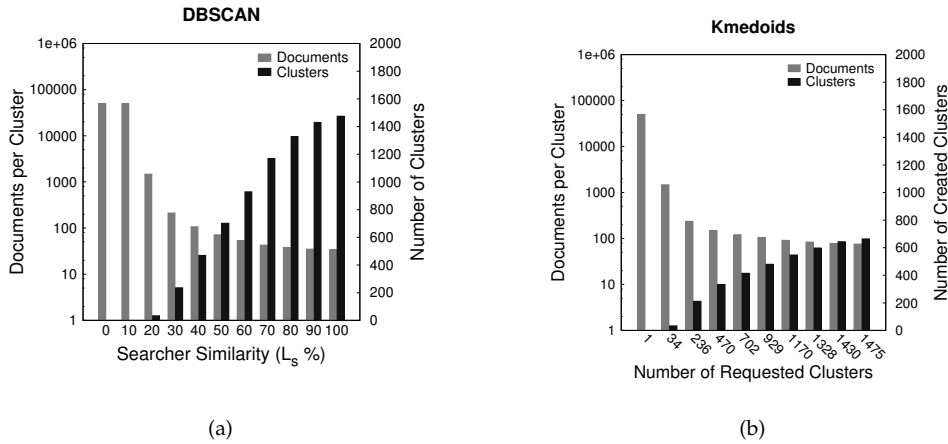 DBSCAN
Documents per Cluster
1e+06
100000
10000
1000
100
10
1
Documents
Clusters
2000
1800
1600
1400
1200
1000
800
600
400
200
0
Number of Clusters
0 10 20 30 40 50 60 70 80 90 100
Searcher Similarity (Ls %)
(a)
Kmedoids
Documents per Cluster
1e+06
100000
10000
1000
100
10
1
Documents
Clusters
2000
1800
1600
1400
1200
1000
800
600
400
200
0
Number of Created Clusters
1 34 236 470 702 929 1170 1328 1430 1475
Number of Requested Clusters
(b)